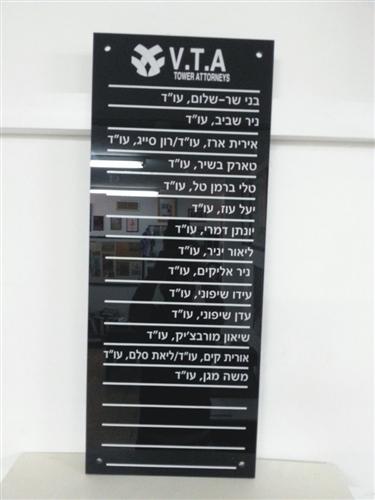 V.T.A
TOWER ATTORNEYS
בני שר-שלום, עו"ד
ניר שביב, עו"ד
אירית ארז, עו"ד/רון סייג, עו"ד
טארק בשיר, עו"ד
טלי ברמן טל, עו"ד
יעל עוז, עו"ד
יונתן דמרי, עו"ד
ליאור יניר, עו"ד
ניר אליקים, עו"ד
עידו שיפוני, עו"ד
עדן שיפוני, עו"ד
שיאון מורבצ'יק, עו"ד
אורית קים, עו"ד/ליאת סלם, עו"ד
משה מגן, עו"ד